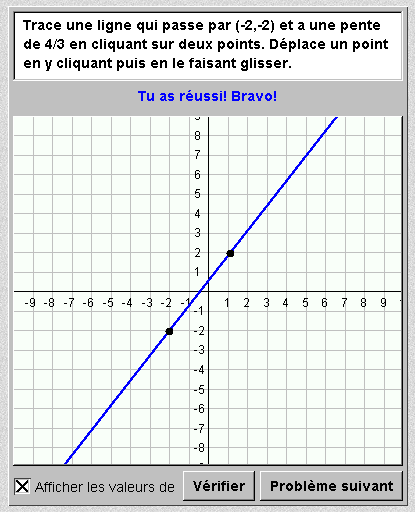 Trace une ligne qui passe par (-2,-2) et a une pente
de 4/3 en cliquant sur deux points. Déplace un point
en y cliquant puis en le faisant glisser.
Tu as réussi! Bravo!
9
8
7
6
5
4
3
2
1
-9 -8 -7 -6 -5 -4 -3 -2 -1 1 2 3 4 5 6 7 8 9
-1
-2
-3
-4
-5
-6
-7
-8
Afficher les valeurs de Vérifier Problème suivant